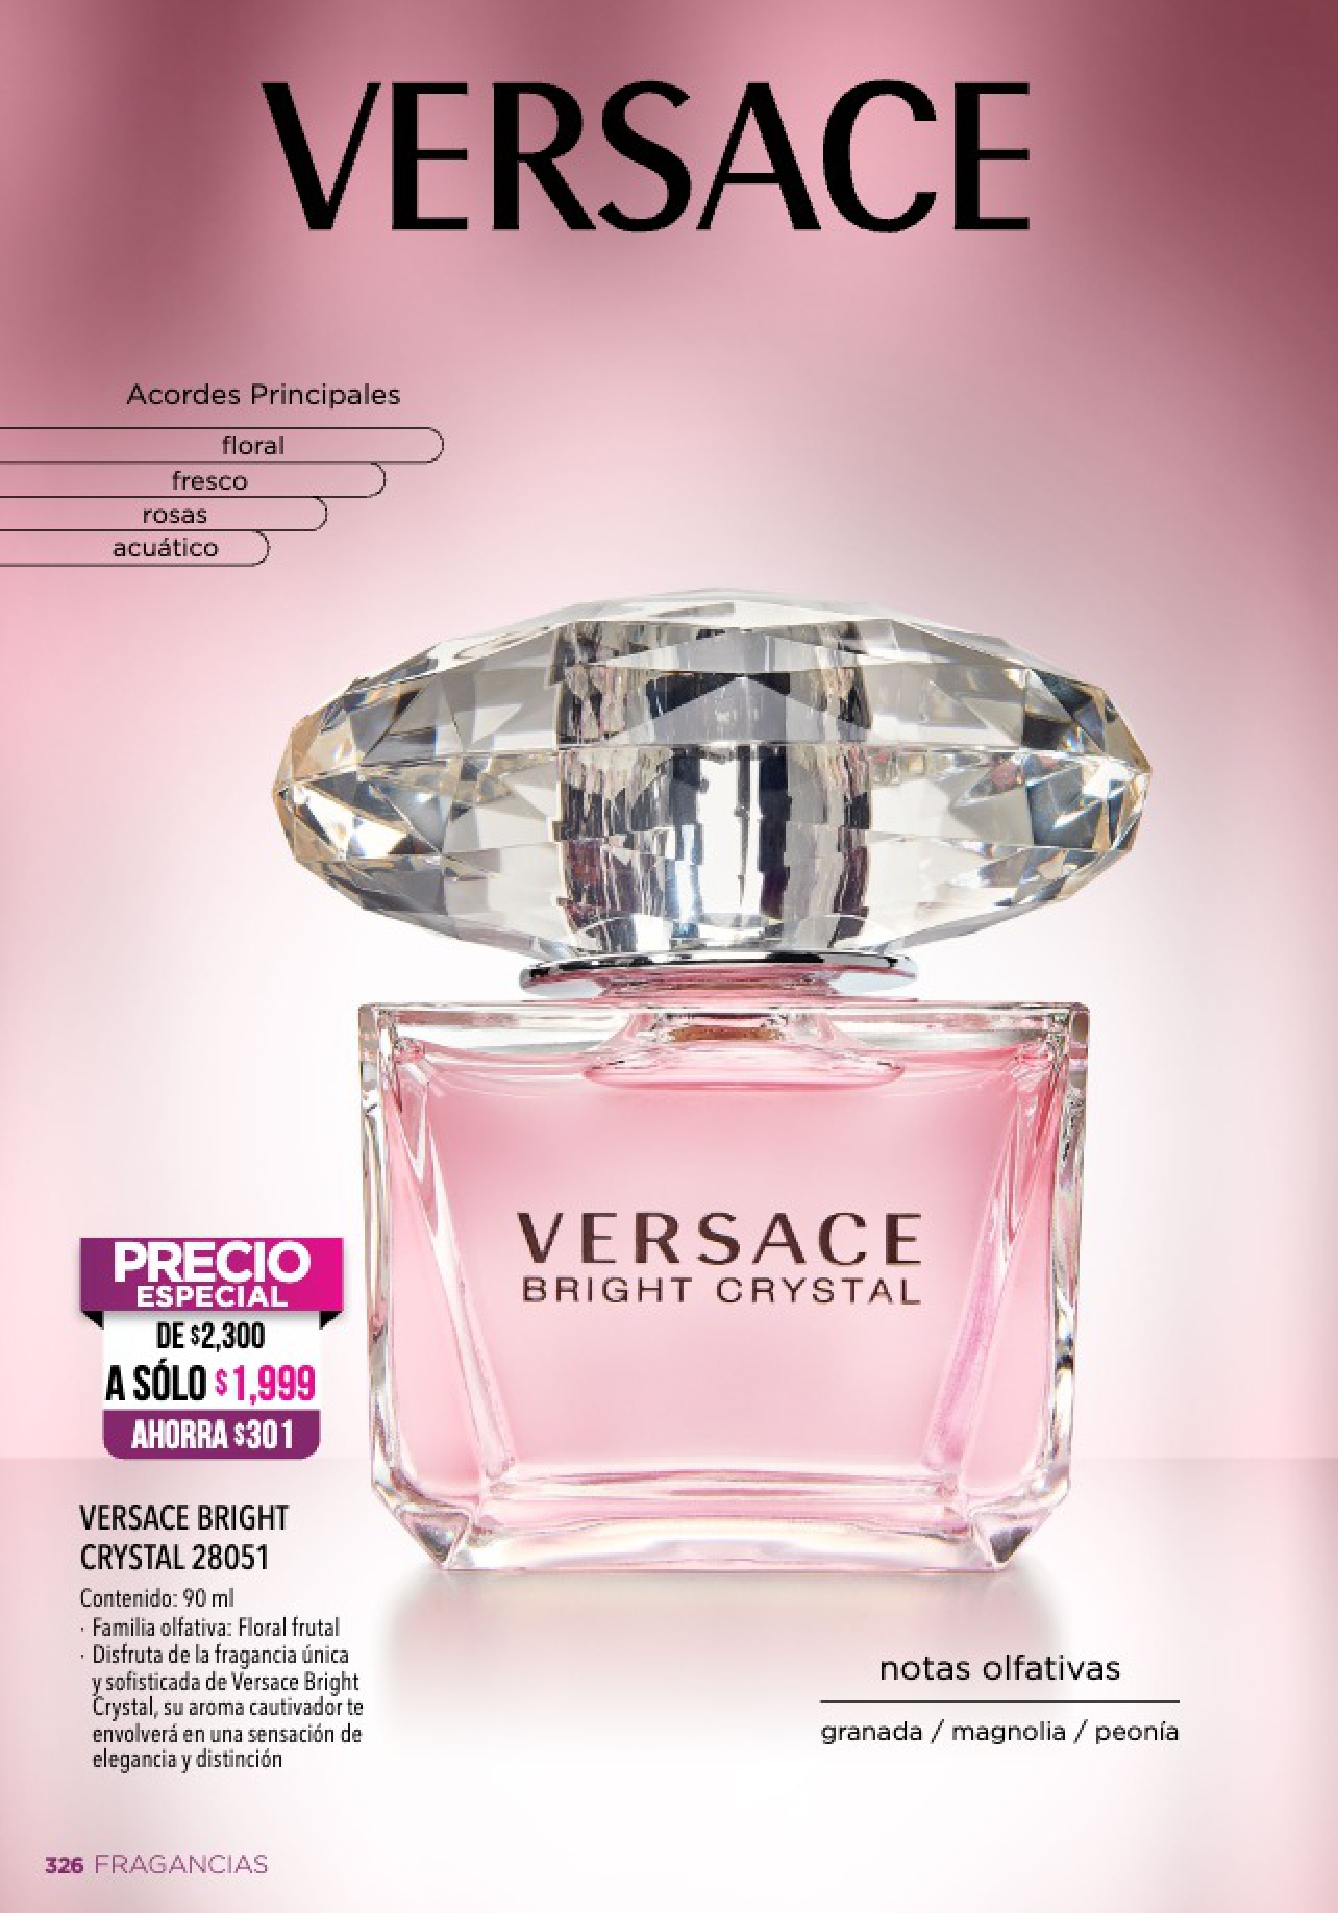 VERSACE
Acordes Principales
floral
fresco
rosas
acuático
VERSACE
BRIGHT CRYSTAL
PRECIO
ESPECIAL
DE $2,300
A SÓLO $1,999
AHORRA $301
VERSACE BRIGHT
CRYSTAL 28051
Contenido: 90 ml
· Familia olfativa: Floral frutal
· Disfruta de la fragancia única
y sofisticada de Versace Bright
Crystal, su aroma cautivador te
envolverá en una sensación de
elegancia y distinción
notas olfativas
granada / magnolia / peonía
326 FRAGANCIAS